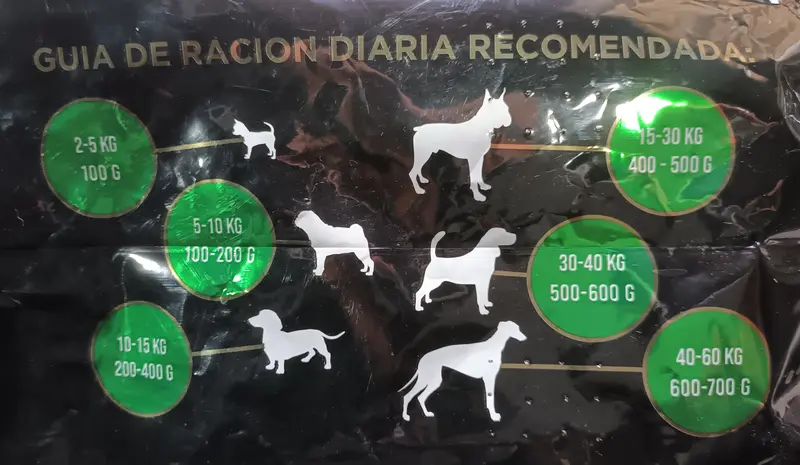 GUIA DE RACION DIARIA RECOMENDADA:
2-5 KG
100 G
5-10 KG
100-200 G
10-15 KG
200-400 G
15-30 KG
400 - 500 G
30-40 KG
500-600 G
40-60 KG
600-700 G